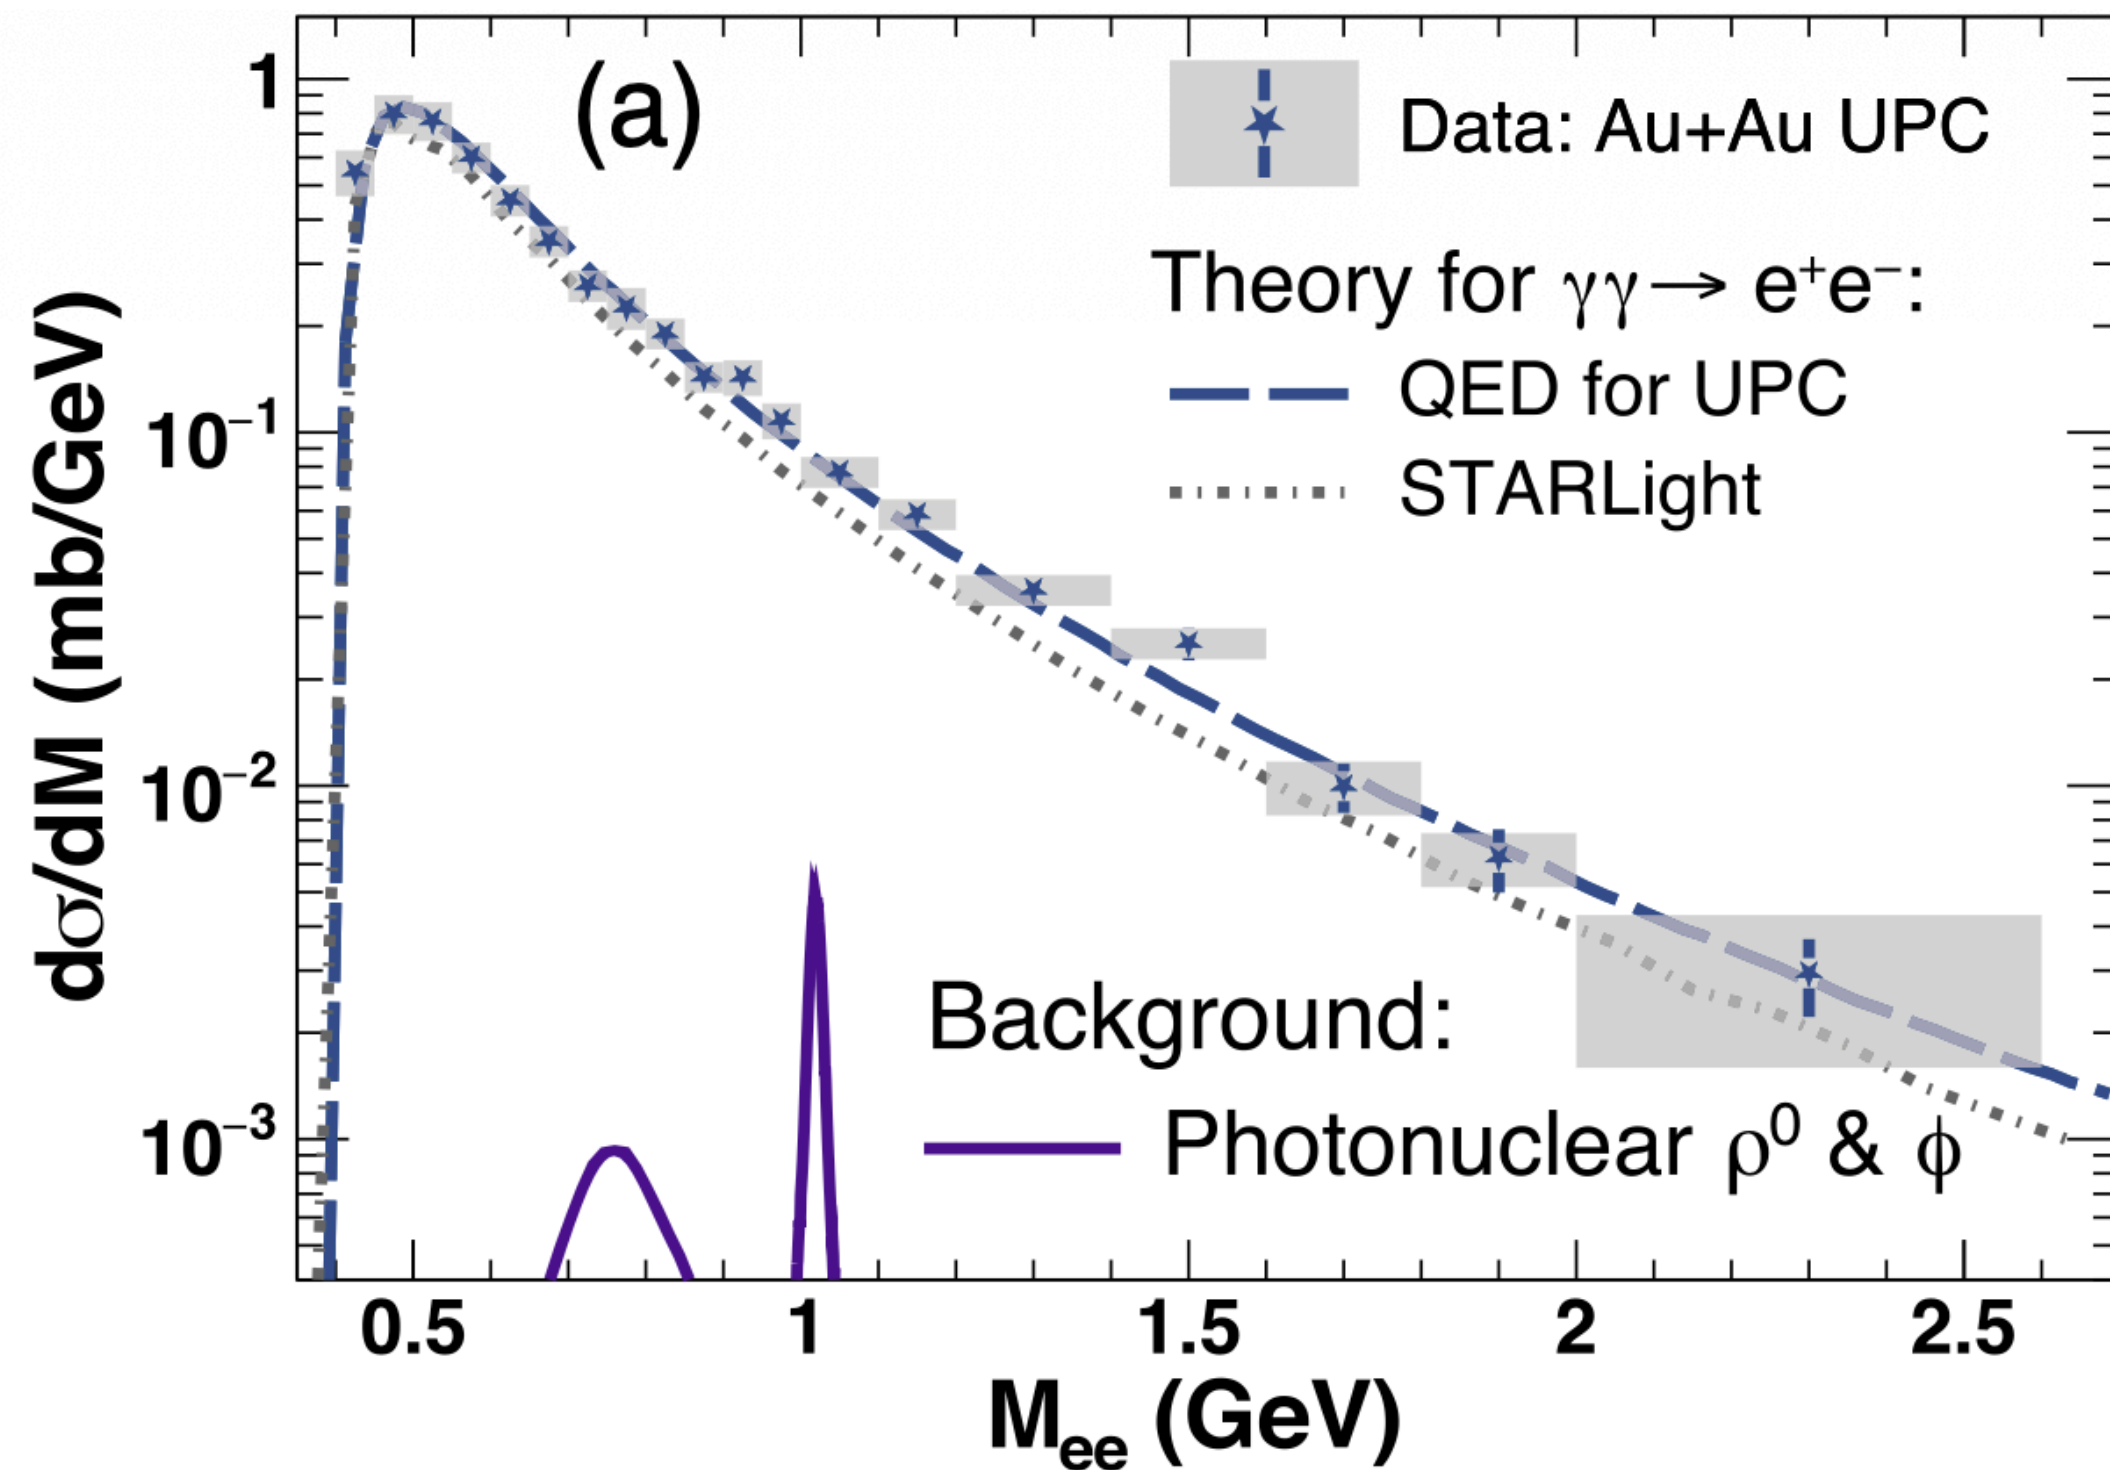 (a)
Data: Au+Au UPC
Theory for γγ→ e⁺e⁻:
QED for UPC
STARLight
Background:
Photonuclear ρ⁰ & ϕ
dσ/dM (mb/GeV)
1
10⁻¹
10⁻²
10⁻³
0.5 1 1.5 2 2.5
Mₑₑ (GeV)